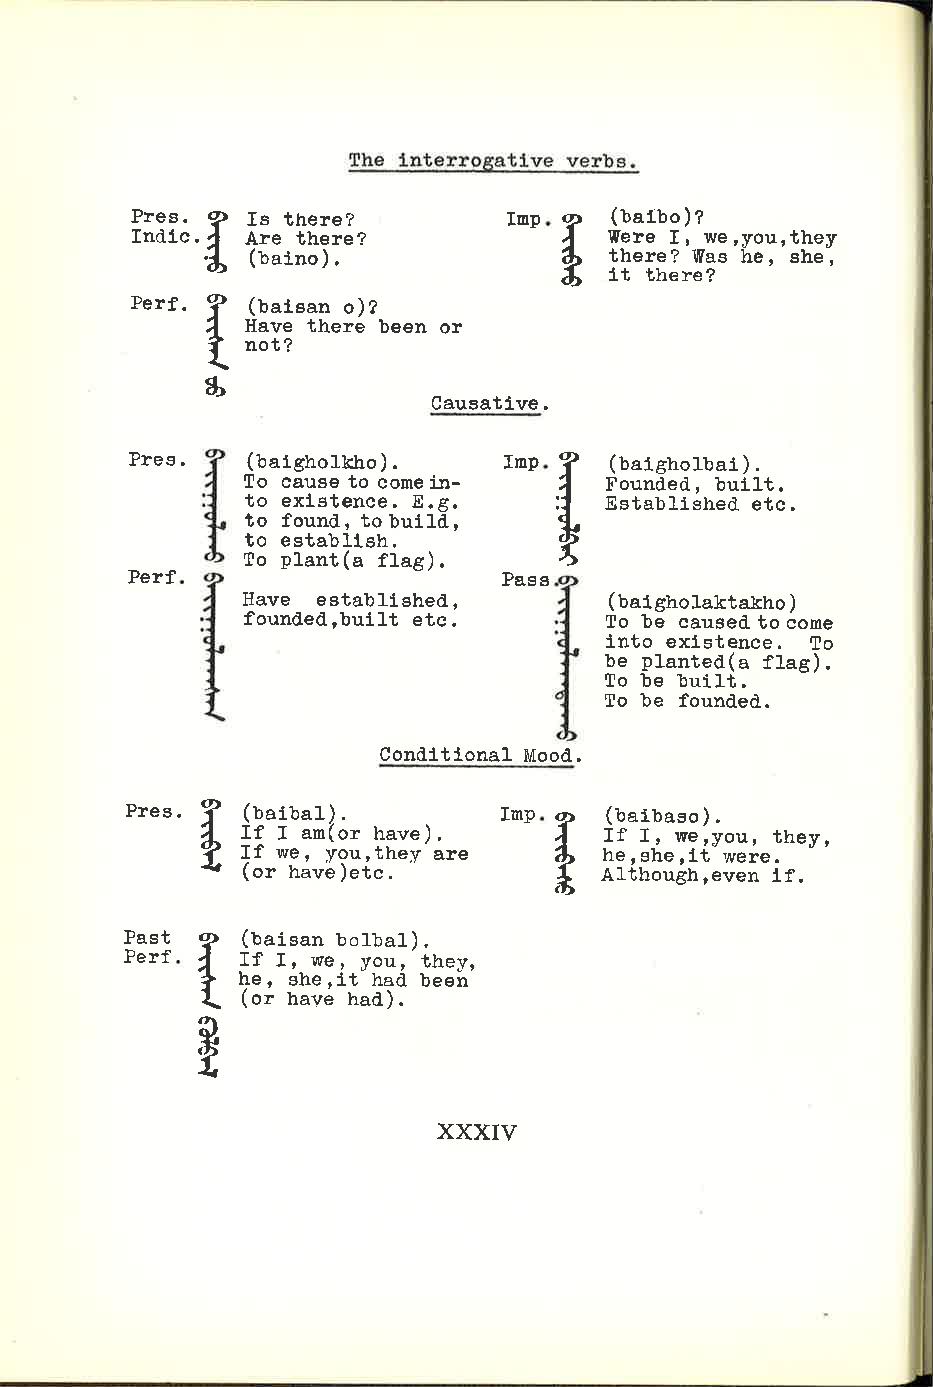 The interrogative verbs.
Pres. Is there?
Indic. Are there?
(baino).
Imp. (baibo)?
Were I, we,you,they
there? Was he, she,
it there?
Perf. (baisan o)?
Have there been or
not?
Causative.
Pres. (baigholkho).
To cause to come in-
to existence. E.g.
to found, to build,
to establish.
To plant(a flag).
Imp. (baigholbai).
Founded, built.
Established etc.
Perf.
Have established,
founded,built etc.
Pass.
(baigholaktakho)
To be caused to come
into existence. To
be planted(a flag).
To be built.
To be founded.
Conditional Mood.
Pres. (baibal).
If I am(or have).
If we, you,they are
(or have)etc.
Imp. (baibaso).
If I, we,you, they,
he,she,it were.
Although,even if.
Past (baisan bolbal).
Perf. If I, we, you, they,
he, she,it had been
(or have had).
XXXIV